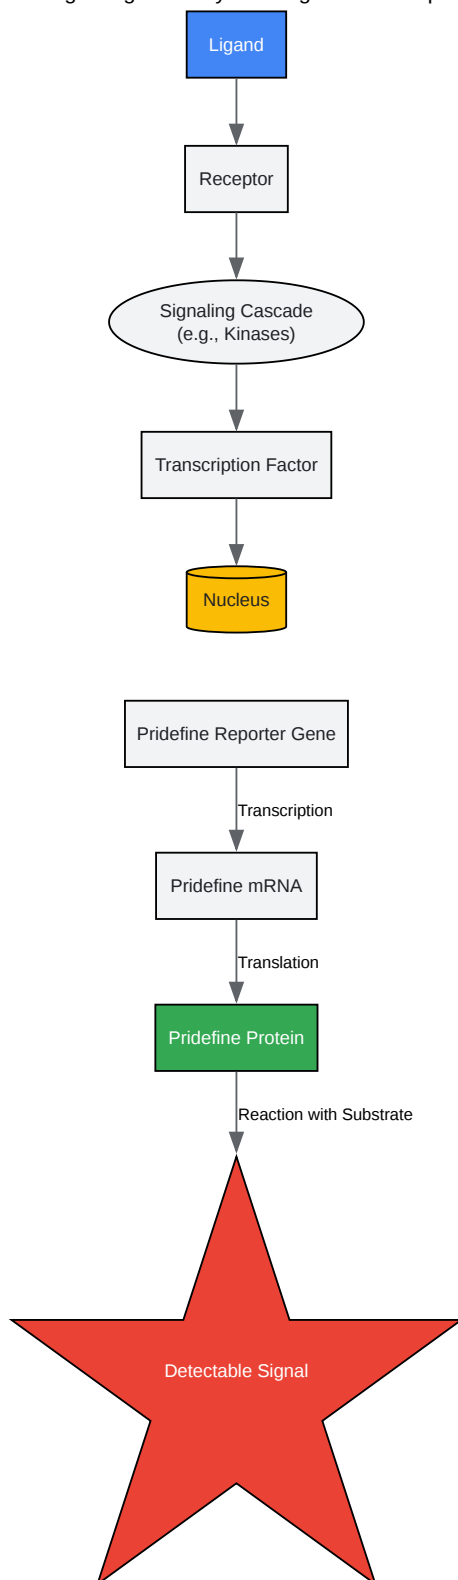 Ligand
Receptor
Signaling Cascade
(e.g., Kinases)
Transcription Factor
Nucleus
Pridefine Reporter Gene
Transcription
Pridefine mRNA
Translation
Pridefine Protein
Reaction with Substrate
Detectable Signal